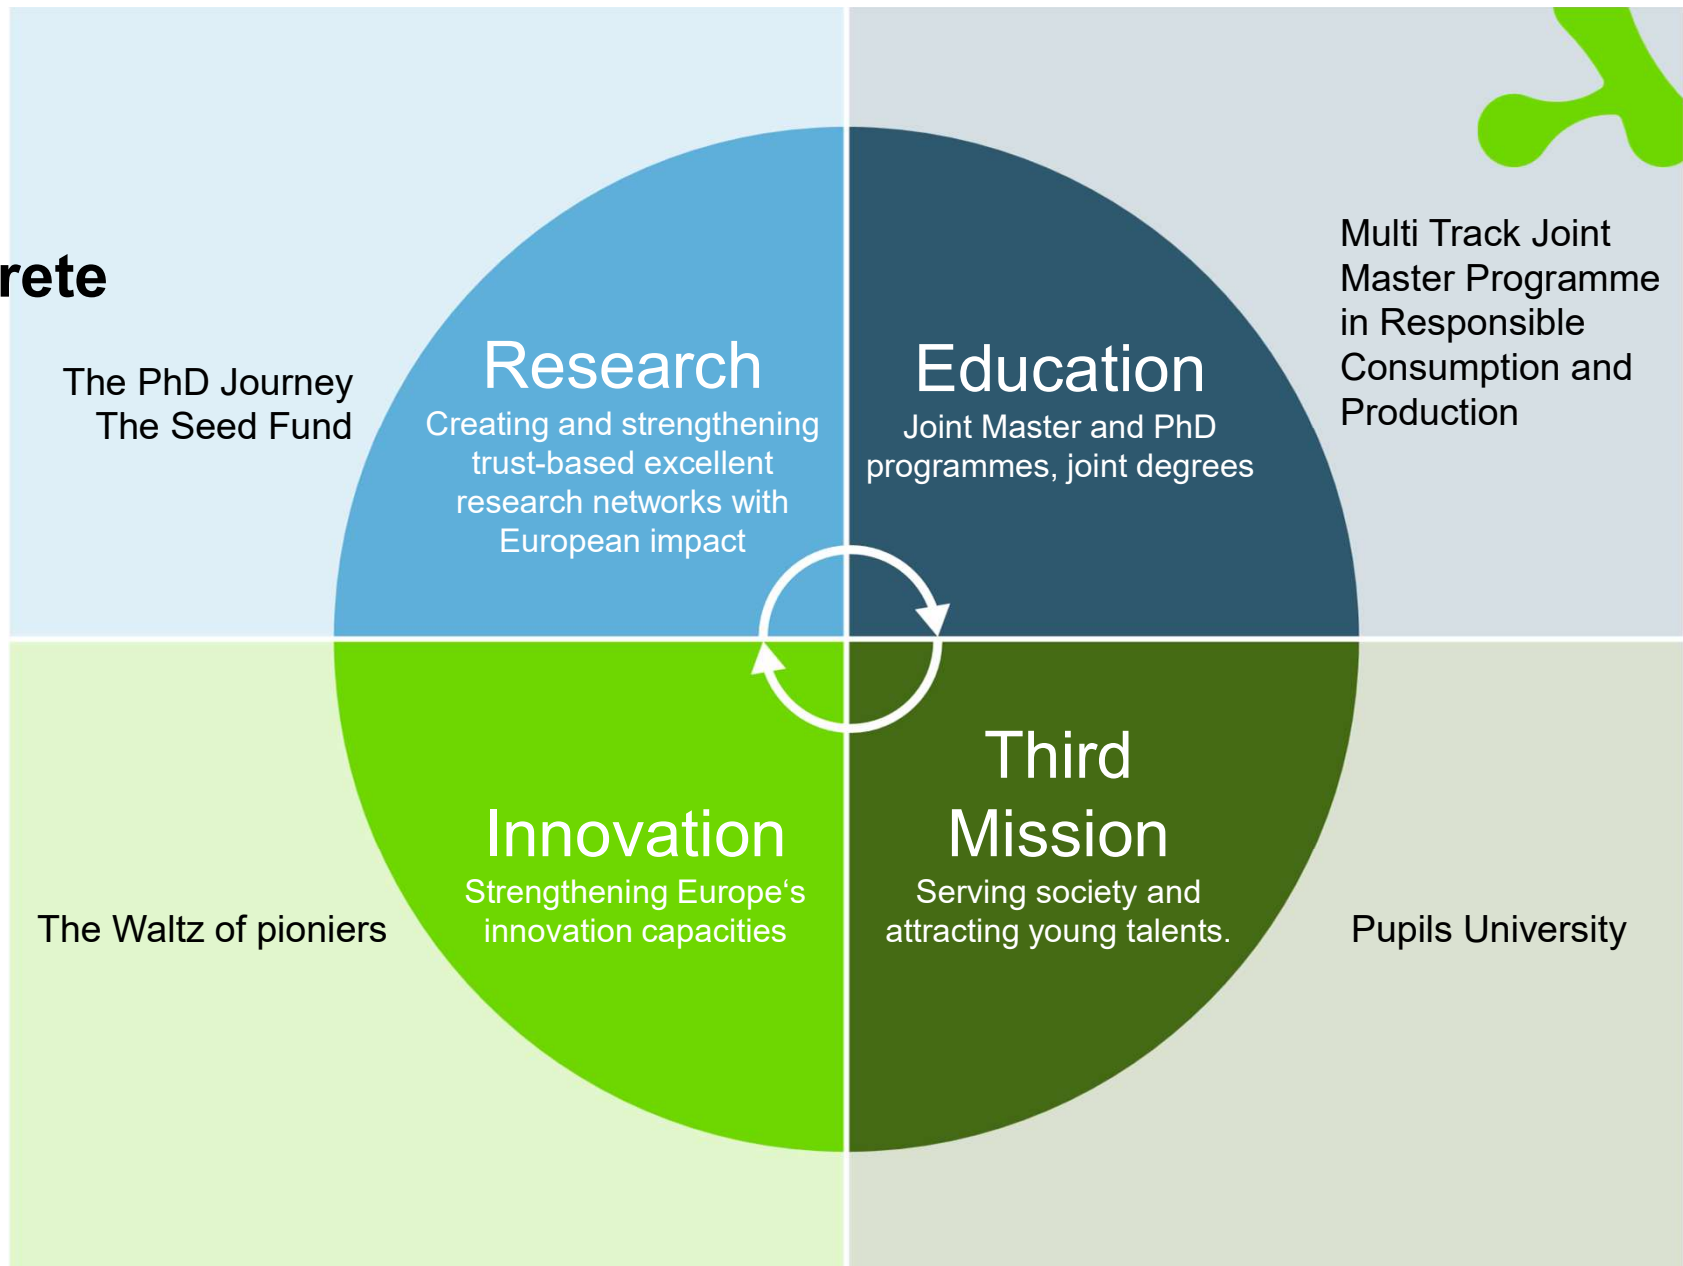 rete
The PhD Journey
The Seed Fund
Research
Creating and strengthening
trust-based excellent
research networks with
European impact
Education
Joint Master and PhD
programmes, joint degrees
Multi Track Joint
Master Programme
in Responsible
Consumption and
Production
The Waltz of pioniers
Innovation
Strengthening Europe‘s
innovation capacities
Third
Mission
Serving society and
attracting young talents.
Pupils University